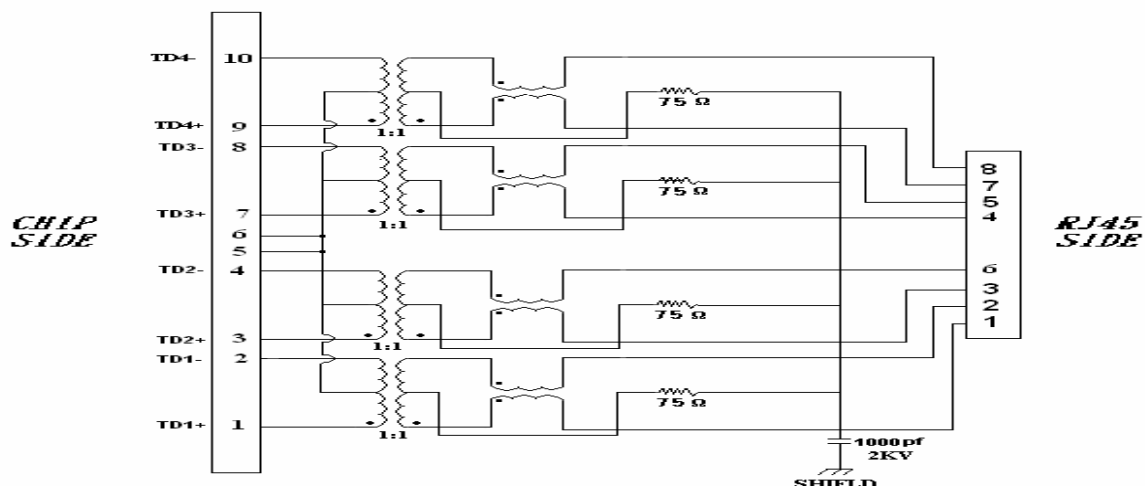 TD4- 10
75 Ω
TD4+ 9
1:1
TD3- 8
8
7
75 Ω
5
TD3+ 7
4
1:1
6
5
CHIP
SIDE
RJ45
SIDE
TD2- 4
6
3
75 Ω
2
1
TD2+ 3
1:1
TD1- 2
75 Ω
TD1+ 1
1:1
1000pf
2KV
SHIELD